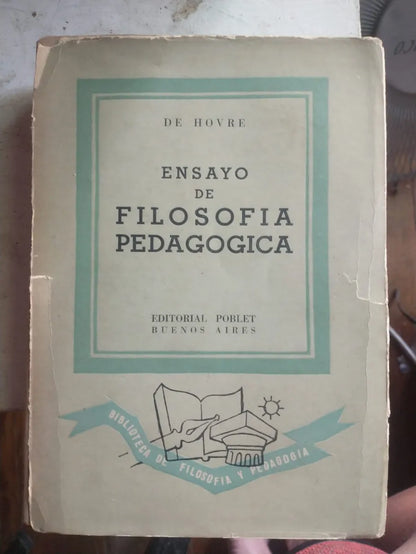 DE HOVRE
ENSAYO
DE
FILOSOFIA
PEDAGOGICA
EDITORIAL POBLET
BUENOS AIRES
BIBLIOTECA DE FILOSOFIA Y PEDAGOGIA